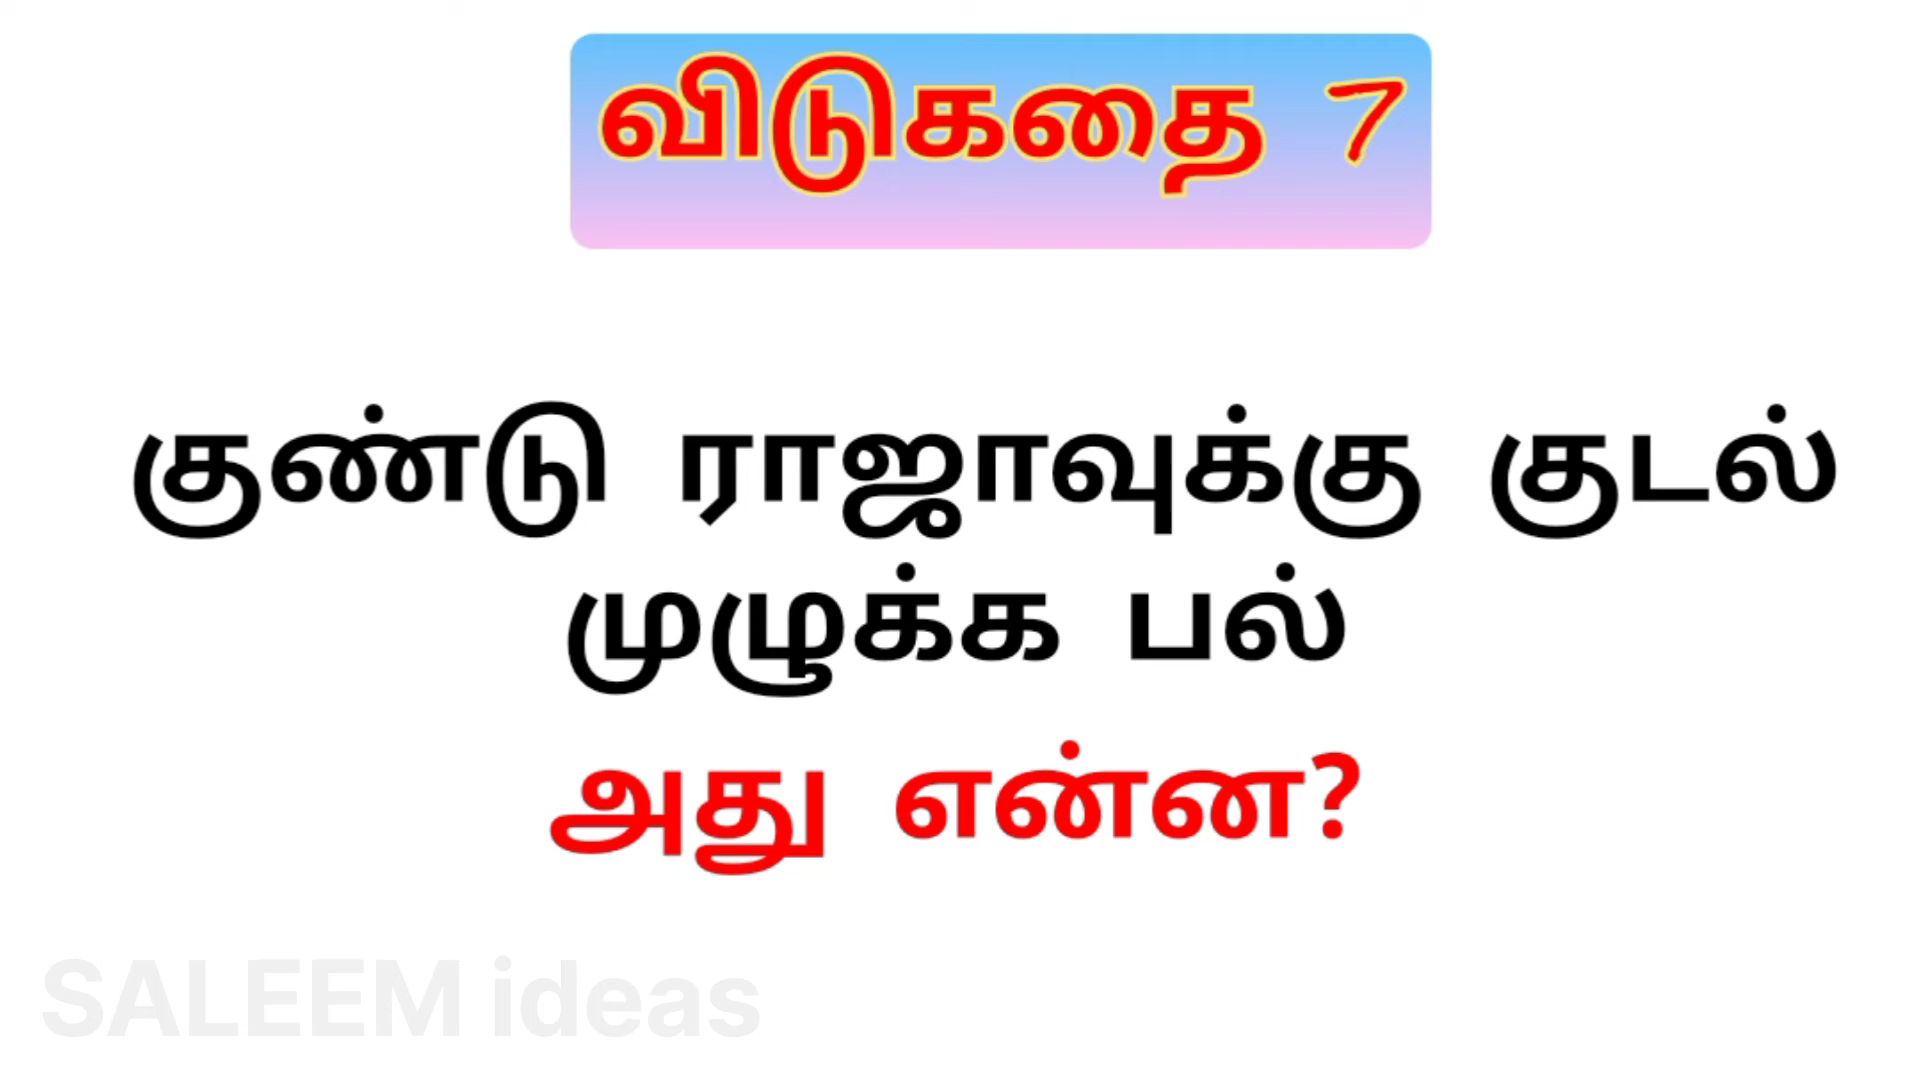 விடுகதை 7
குண்டு ராஜாவுக்கு குடல்
முழுக்க பல்
அது என்ன?
SALEEM ideas